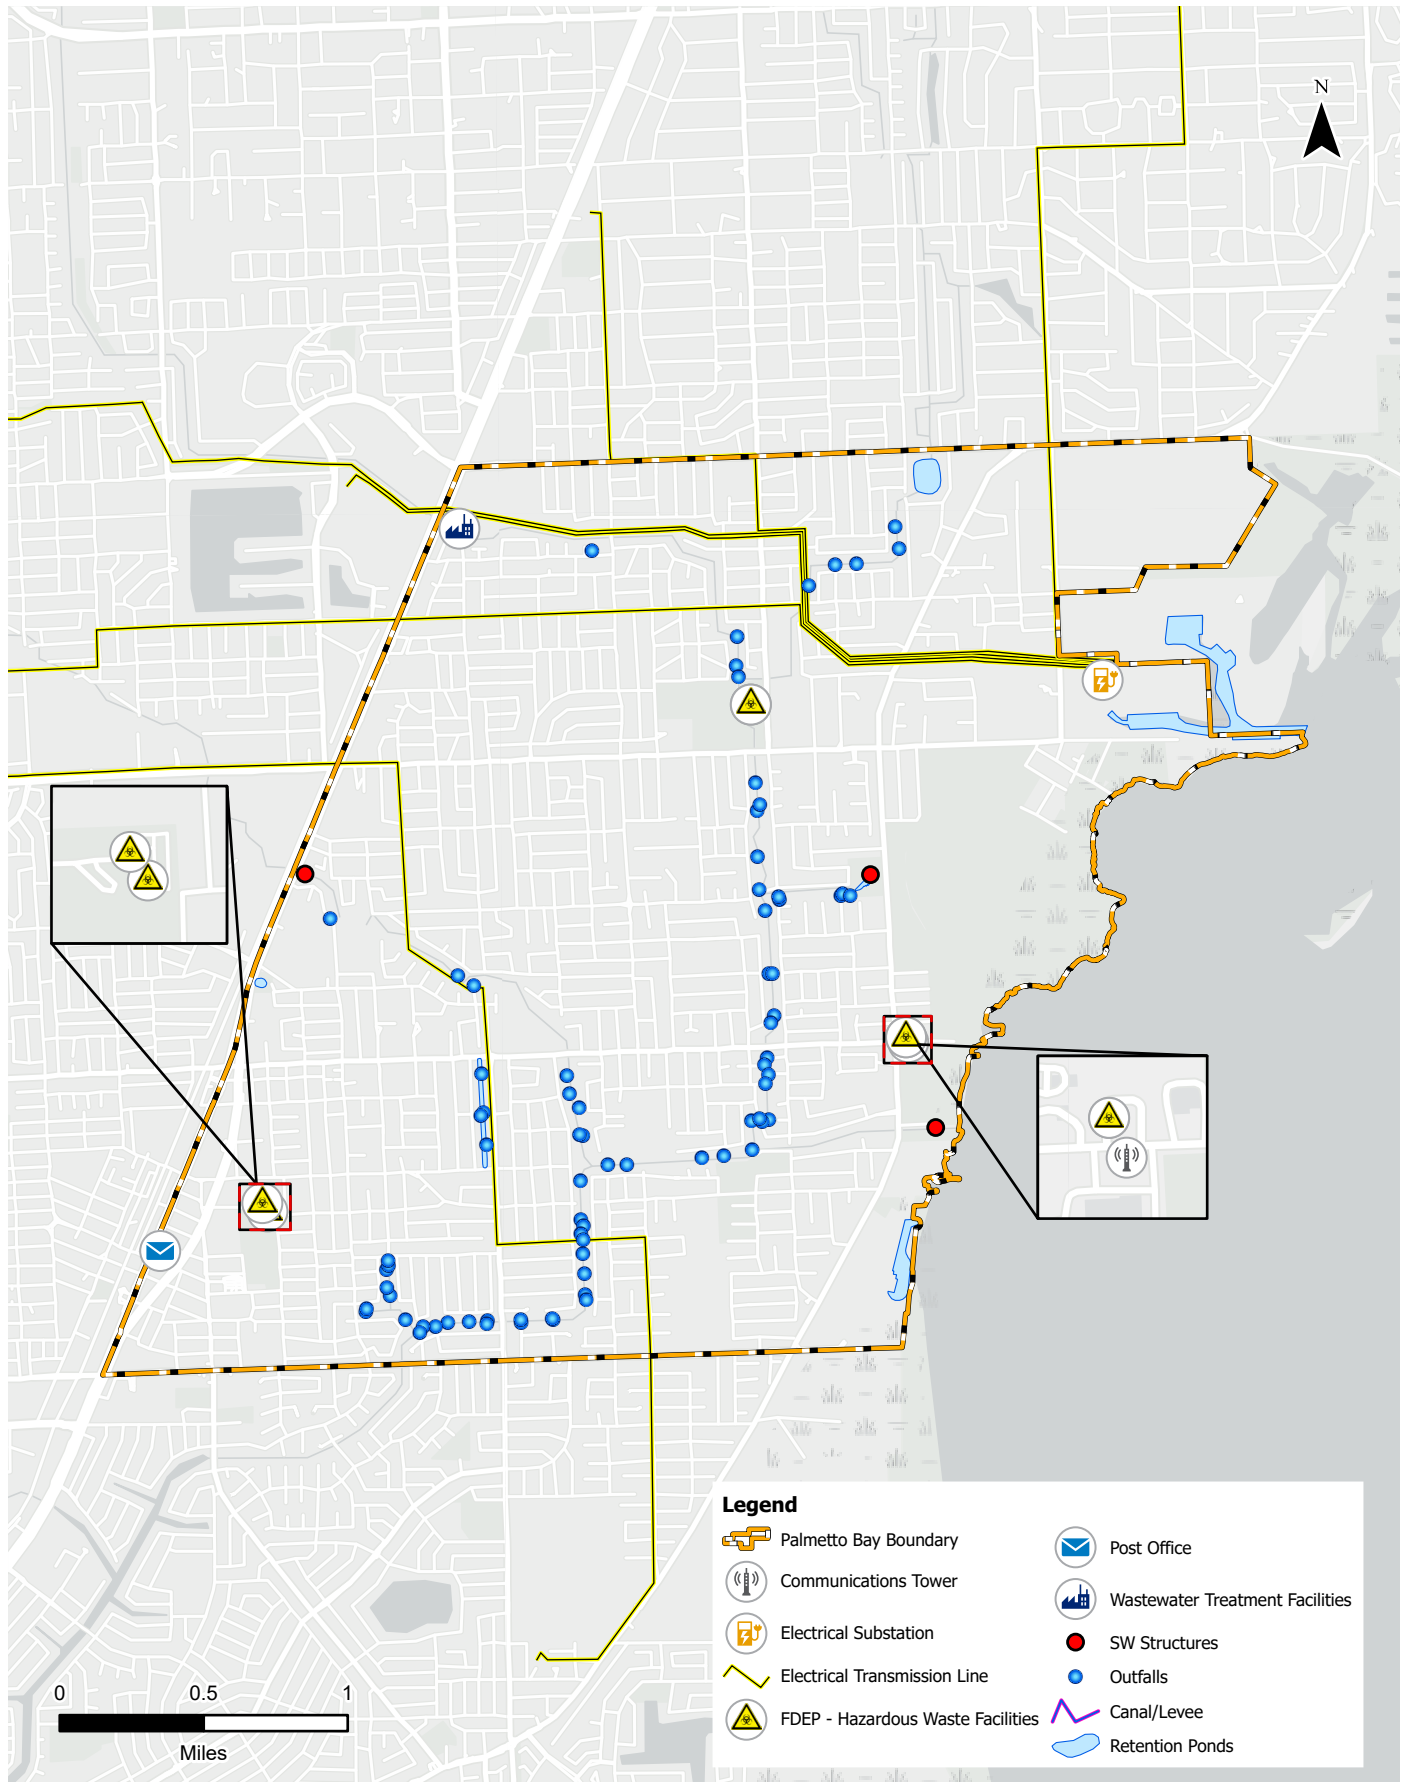 N
Legend
Palmetto Bay Boundary
Communications Tower
Electrical Substation
Electrical Transmission Line
FDEP - Hazardous Waste Facilities
Post Office
Wastewater Treatment Facilities
SW Structures
Outfalls
Canal/Levee
Retention Ponds
0 0.5 1
Miles